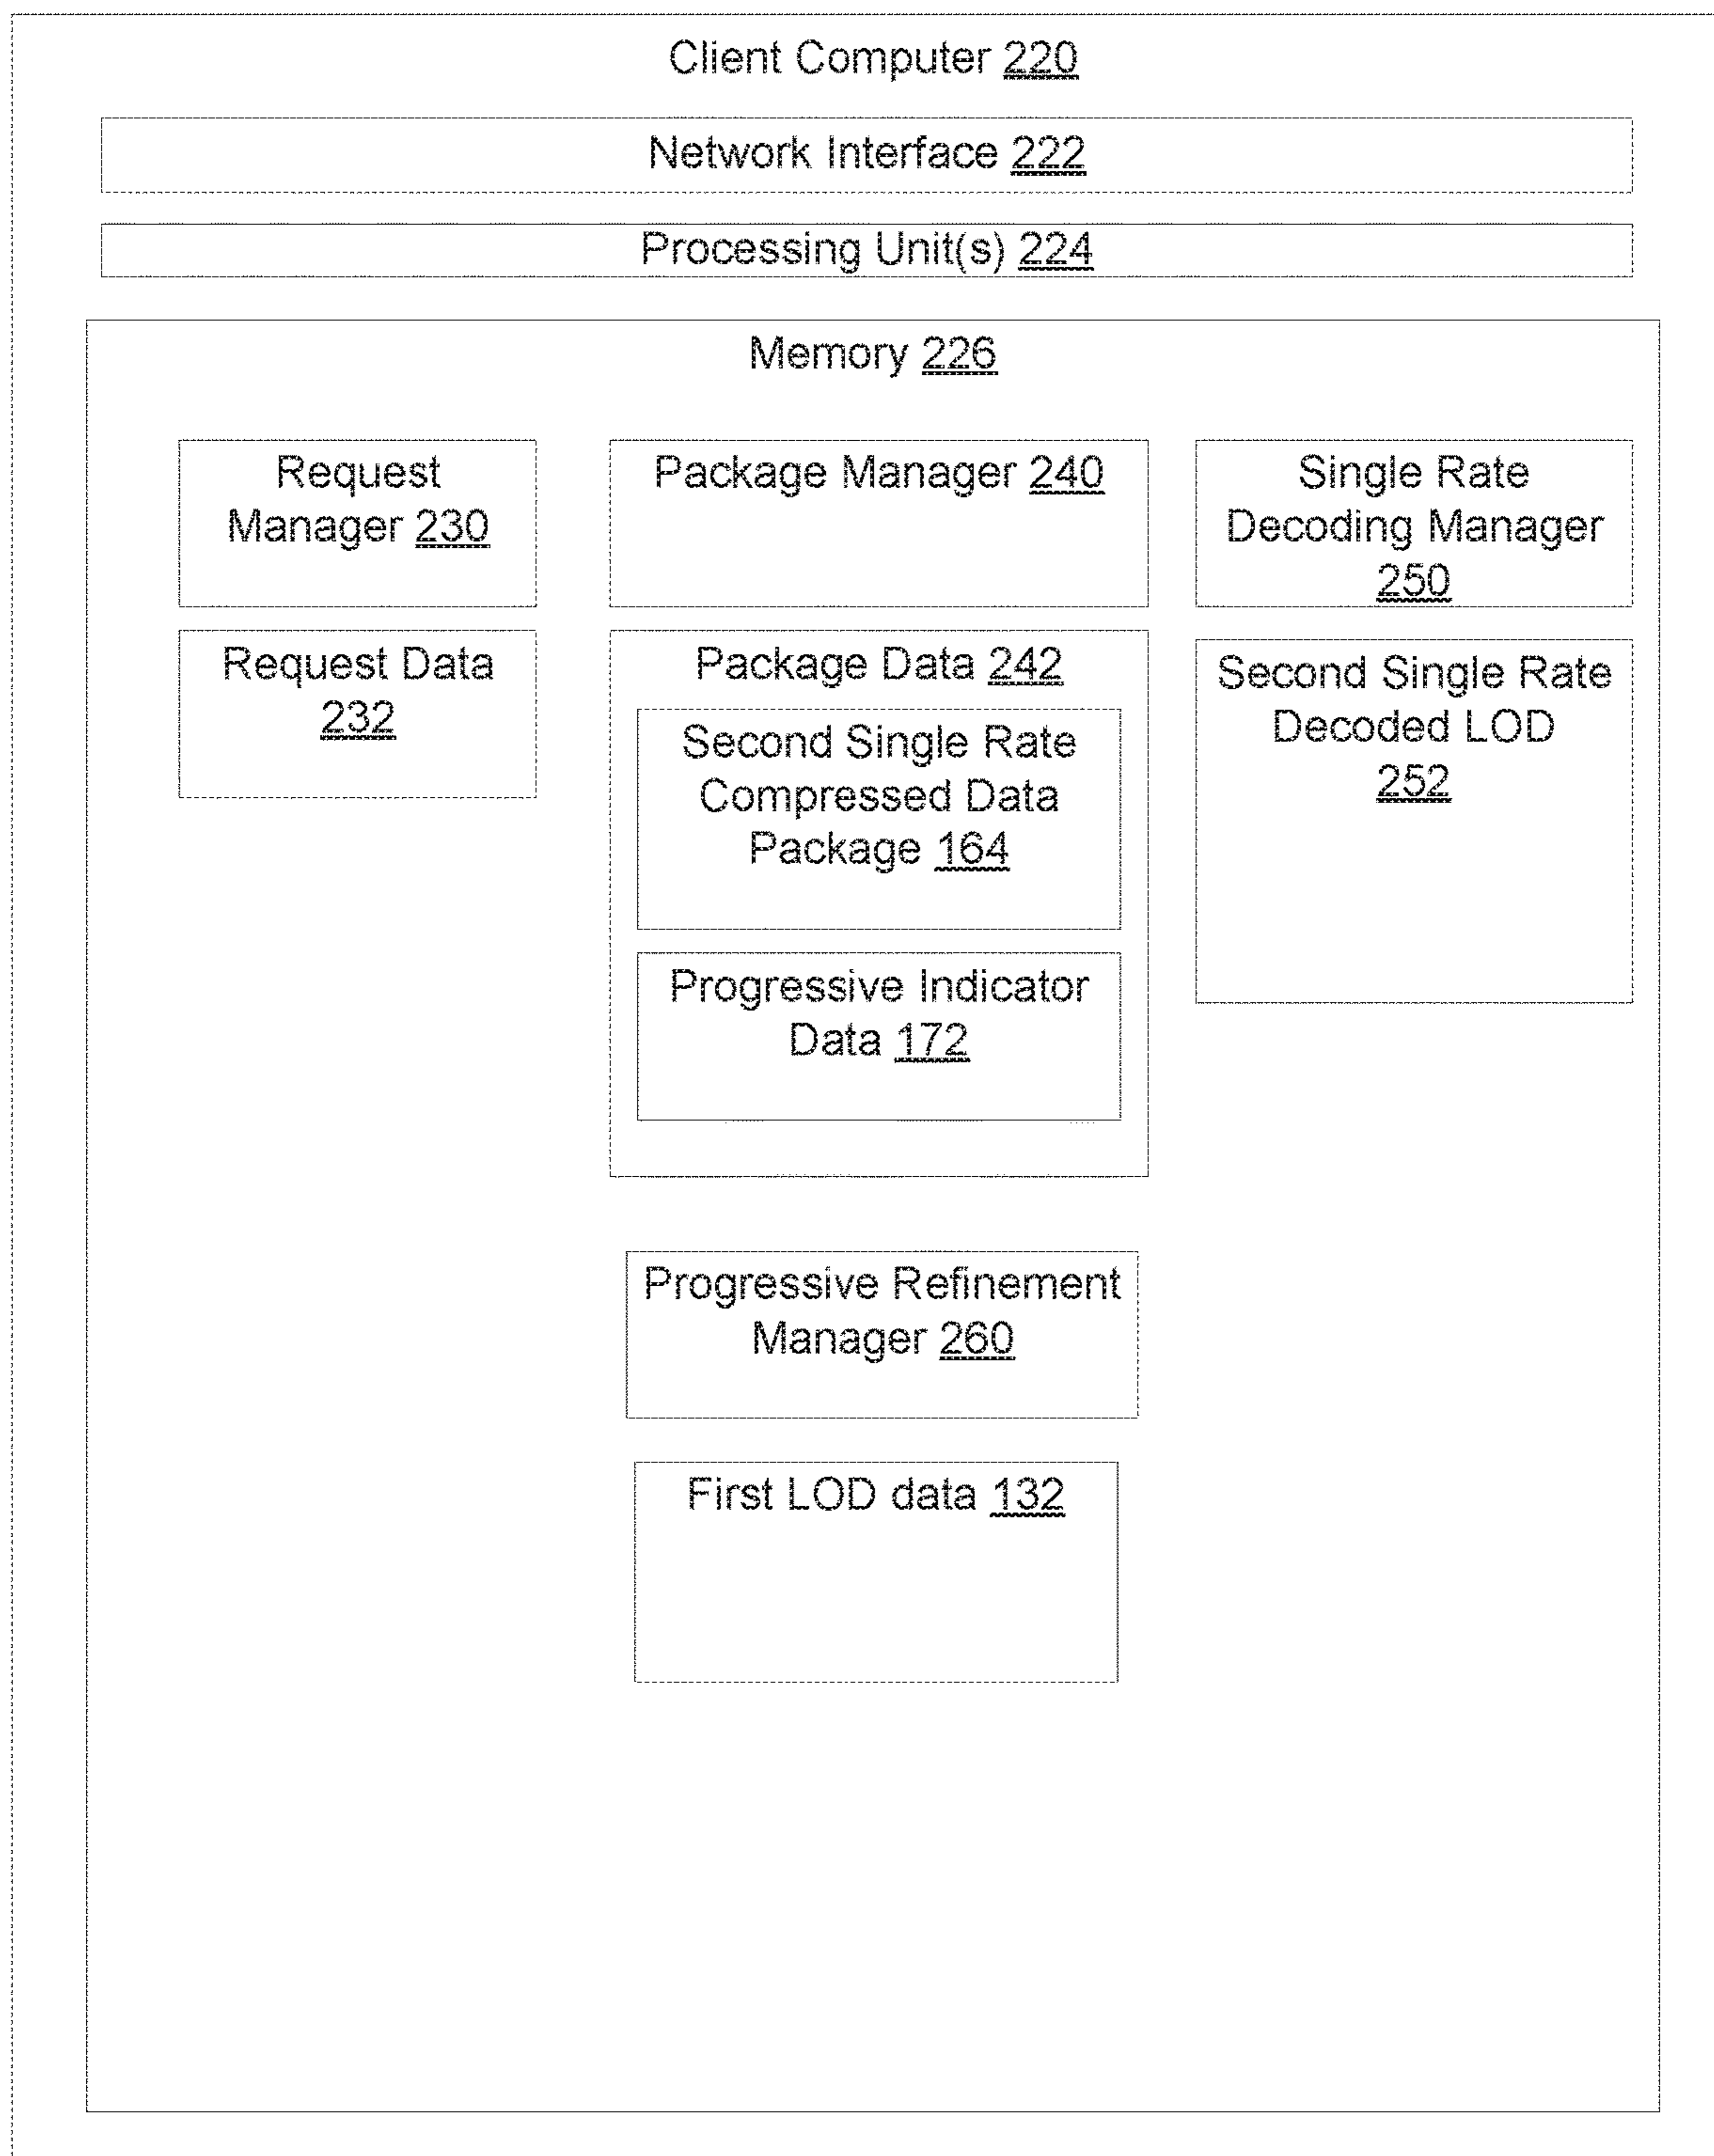 Client Computer 220
Network Interface 222
Processing Unit(s) 224
Memory 226
Request
Manager 230
Request Data
232
Package Manager 240
Package Data 242
Second Single Rate
Compressed Data
Package 164
Progressive Indicator
Data 172
Single Rate
Decoding Manager
250
Second Single Rate
Decoded LOD
252
Progressive Refinement
Manager 260
First LOD data 132